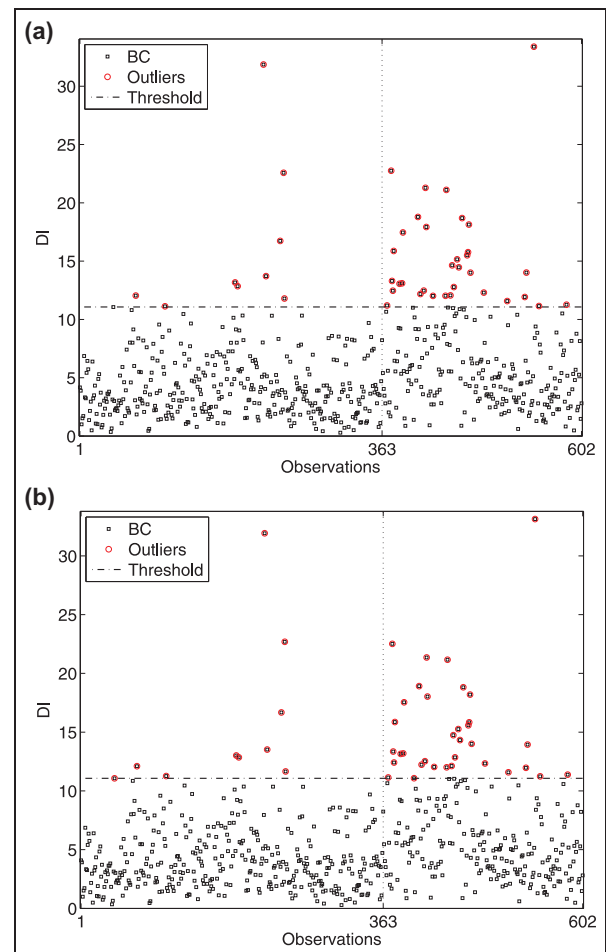 (a)
BC
Outliers
Threshold
30
25
20
15
10
5
0
DI
1
363
602
Observations
(b)
BC
Outliers
Threshold
30
25
20
15
10
5
0
DI
1
363
602
Observations